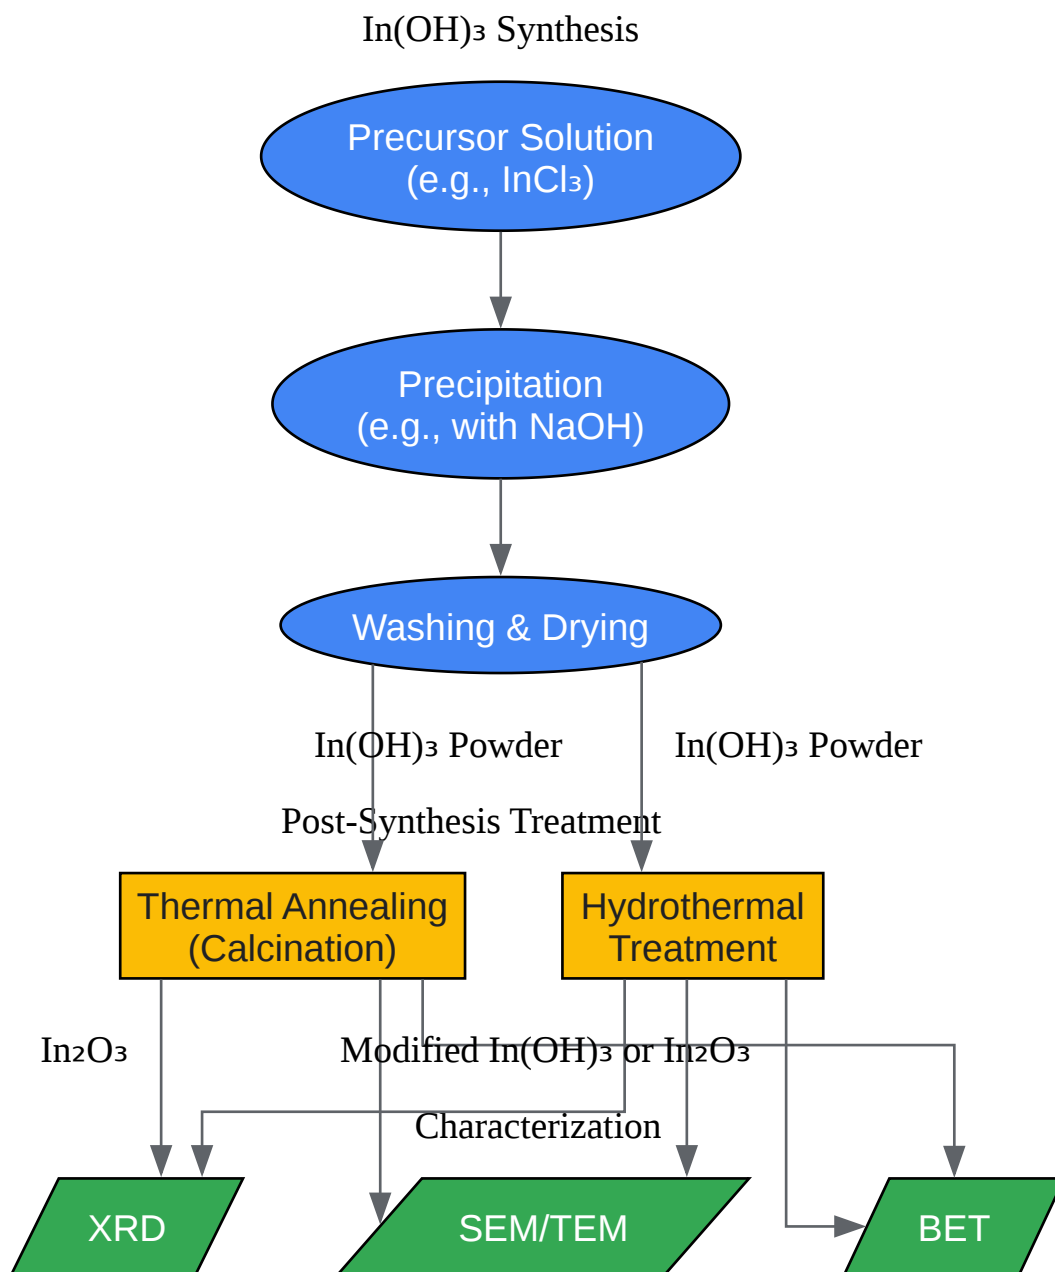 In(OH)₃ Synthesis
Precursor Solution
(e.g., InCl₃)
Precipitation
(e.g., with NaOH)
Washing & Drying
In(OH)₃ Powder
In(OH)₃ Powder
Post-Synthesis Treatment
Thermal Annealing
(Calcination)
Hydrothermal
Treatment
In₂O₃
Modified In(OH)₃ or In₂O₃
Characterization
XRD
SEM/TEM
BET